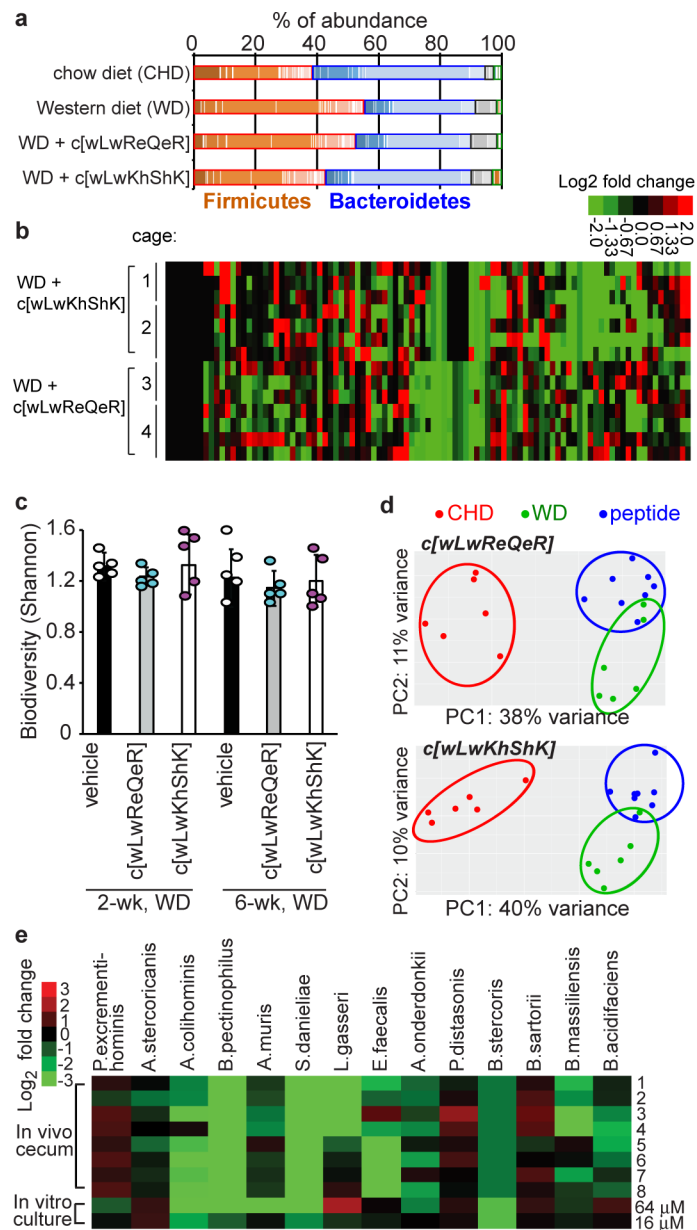 a
% of abundance
0 20 40 60 80 100
chow diet (CHD)
Western diet (WD)
WD + c[wLwReQeR]
WD + c[wLwKhShK]
Firmicutes Bacteroidetes
Log2 fold change
-2.0 -1.33 -0.67 0.0 0.67 1.33 2.0
b
cage:
WD +
c[wLwKhShK]
1
2
WD +
c[wLwReQeR]
3
4
c
Biodiversity (Shannon)
1.6
1.2
0.8
0.4
0
vehicle
c[wLwReQeR]
c[wLwKhShK]
vehicle
c[wLwReQeR]
c[wLwKhShK]
2-wk, WD 6-wk, WD
d
CHD WD peptide
c[wLwReQeR]
PC2: 11% variance
PC1: 38% variance
c[wLwKhShK]
PC2: 10% variance
PC1: 40% variance
e
Log2 fold change
3
2
1
0
-1
-2
-3
P.excrementi-
hominis
A.stercoricanis
A.colihominis
B.pectinophilus
A.muris
S.danieliae
L.gasseri
E.faecalis
A.onderdonkii
P.distasonis
B.stercoris
B.sartorii
B.massiliensis
B.acidifaciens
In vivo
cecum
1
2
3
4
5
6
7
8
In vitro
culture
64 µM
16 µM